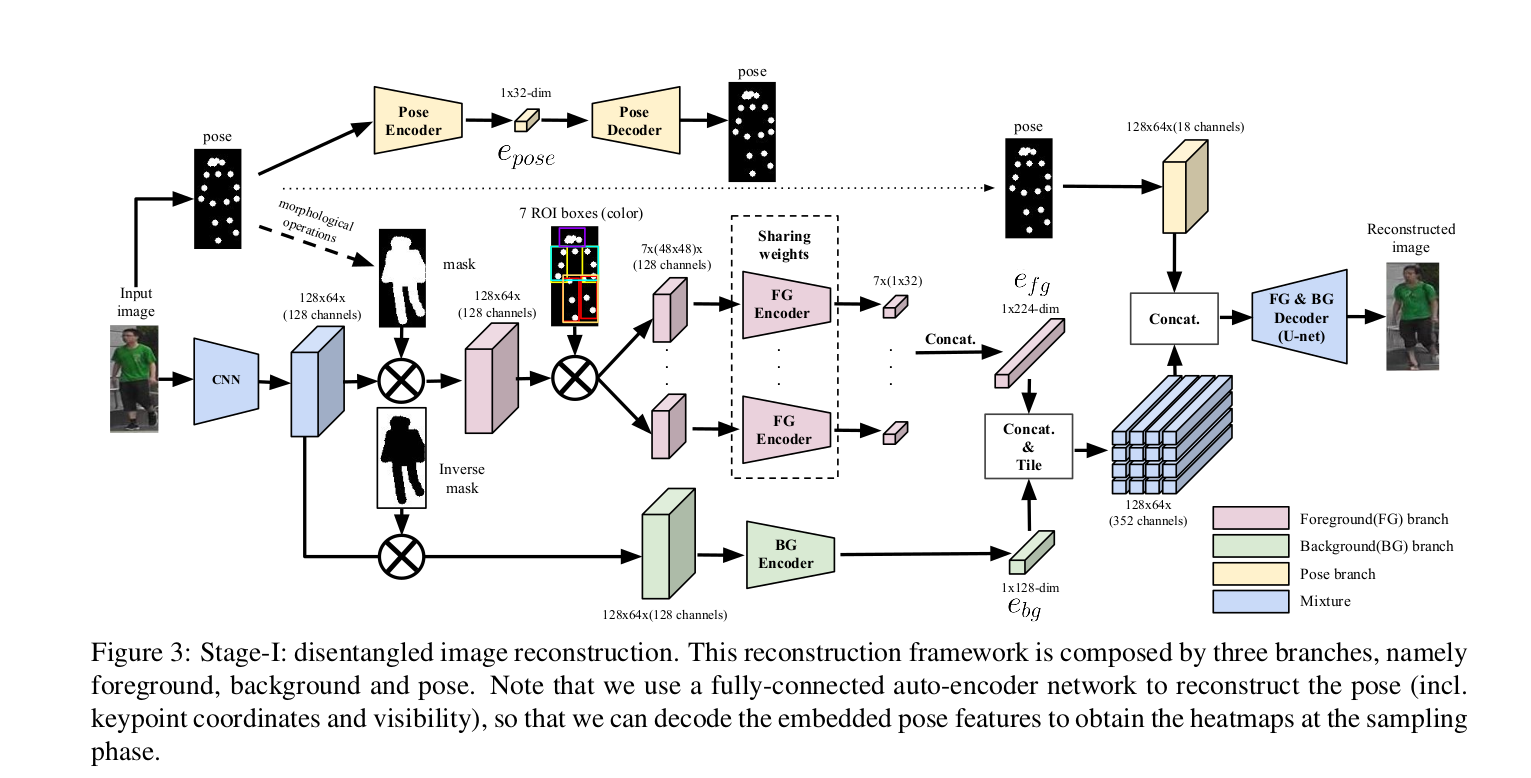 pose
1x32-dim
Pose
Encoder
Pose
Decoder
e_pose
pose
pose
128x64x(18 channels)
morphological
operations
mask
7 ROI boxes (color)
7x(48x48)x
(128 channels)
Sharing
weights
FG
Encoder
7x(1x32)
e_fg
1x224-dim
Reconstructed
image
Input
image
128x64x
(128 channels)
128x64x
(128 channels)
CNN
Concat.
Concat.
FG & BG
Decoder
(U-net)
FG
Encoder
Concat.
&
Tile
Inverse
mask
128x64x
(352 channels)
BG
Encoder
128x64x(128 channels)
1x128-dim
e_bg
Foreground(FG) branch
Background(BG) branch
Pose branch
Mixture
Figure 3: Stage-I: disentangled image reconstruction. This reconstruction framework is composed by three branches, namely
foreground, background and pose. Note that we use a fully-connected auto-encoder network to reconstruct the pose (incl.
keypoint coordinates and visibility), so that we can decode the embedded pose features to obtain the heatmaps at the sampling
phase.